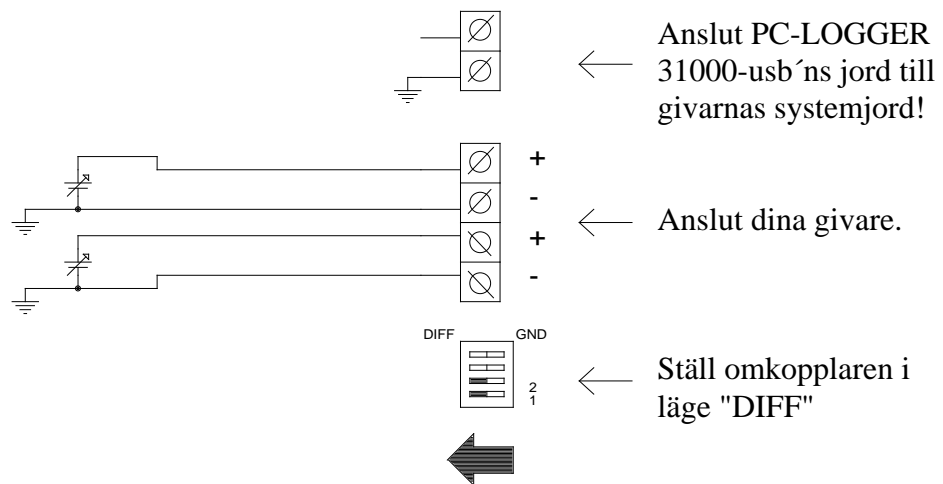 Anslut PC-LOGGER
31000-usb´ns jord till
givarnas systemjord!
+
-
Anslut dina givare.
+
-
DIFF GND
2
1
Ställ omkopplaren i
läge "DIFF"